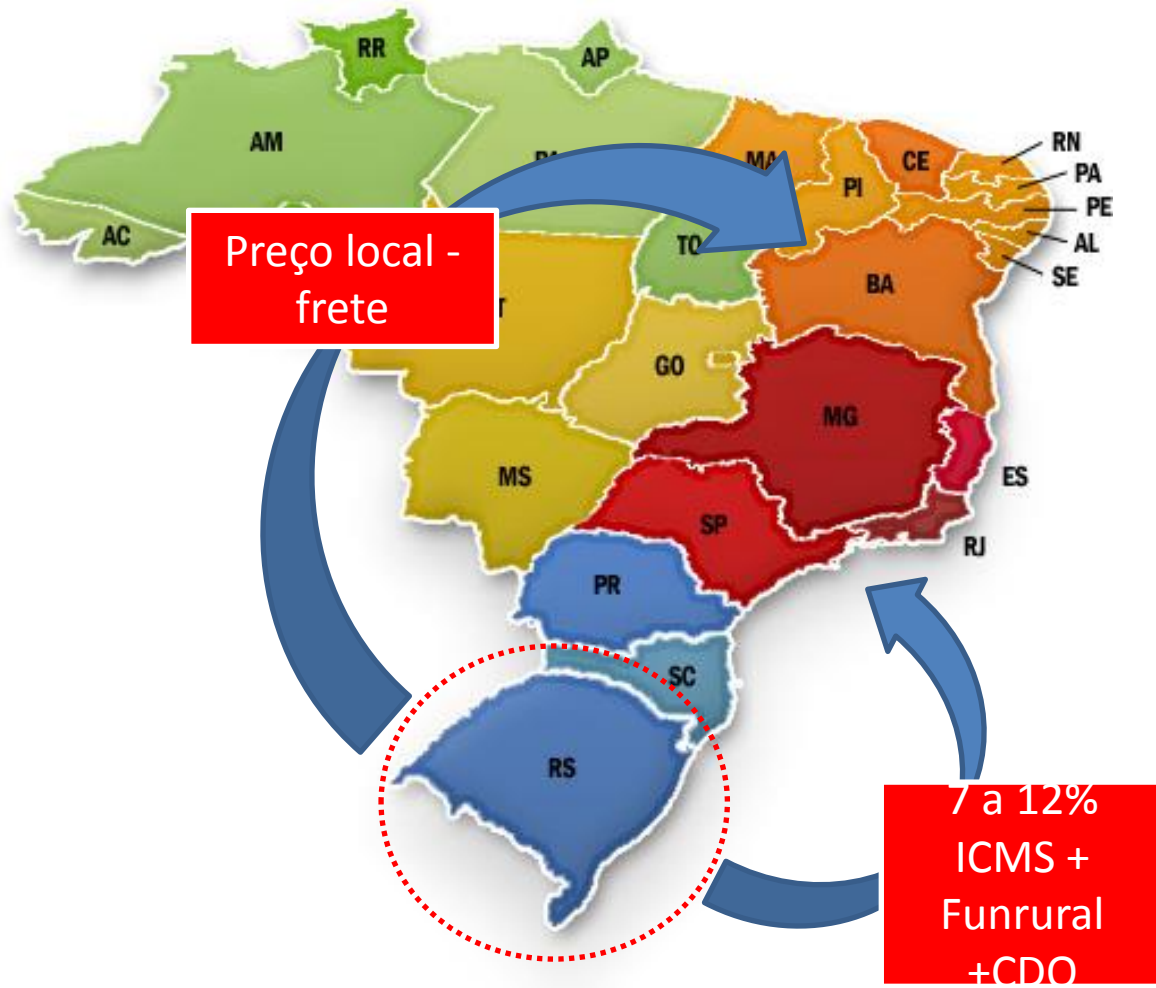 RR
AP
AM
MA
CE
RN
PI
PA
PE
AC
AL
TO
SE
BA
Preço local -
frete
GO
MG
MS
ES
SP
RJ
PR
SC
RS
7 a 12%
ICMS +
Funrural
+CDO